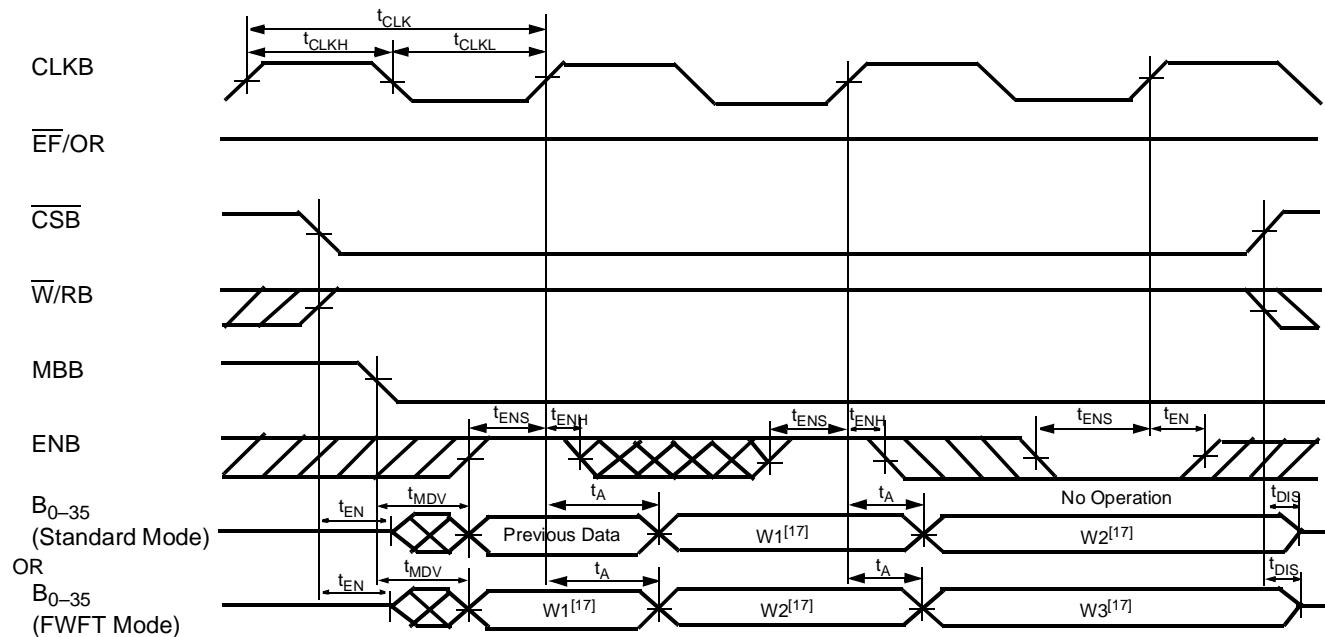 tCLK
tCLKH tCLKL
CLKB
EF/OR
CSB
W/RB
MBB
tENS tENH tENS tENH tENS tEN
ENB
tEN tMDV tA tA No Operation tDIS
B0–35
(Standard Mode) Previous Data W1[17] W2[17]
OR
tEN tMDV tA tA tDIS
B0–35
(FWFT Mode) W1[17] W2[17] W3[17]